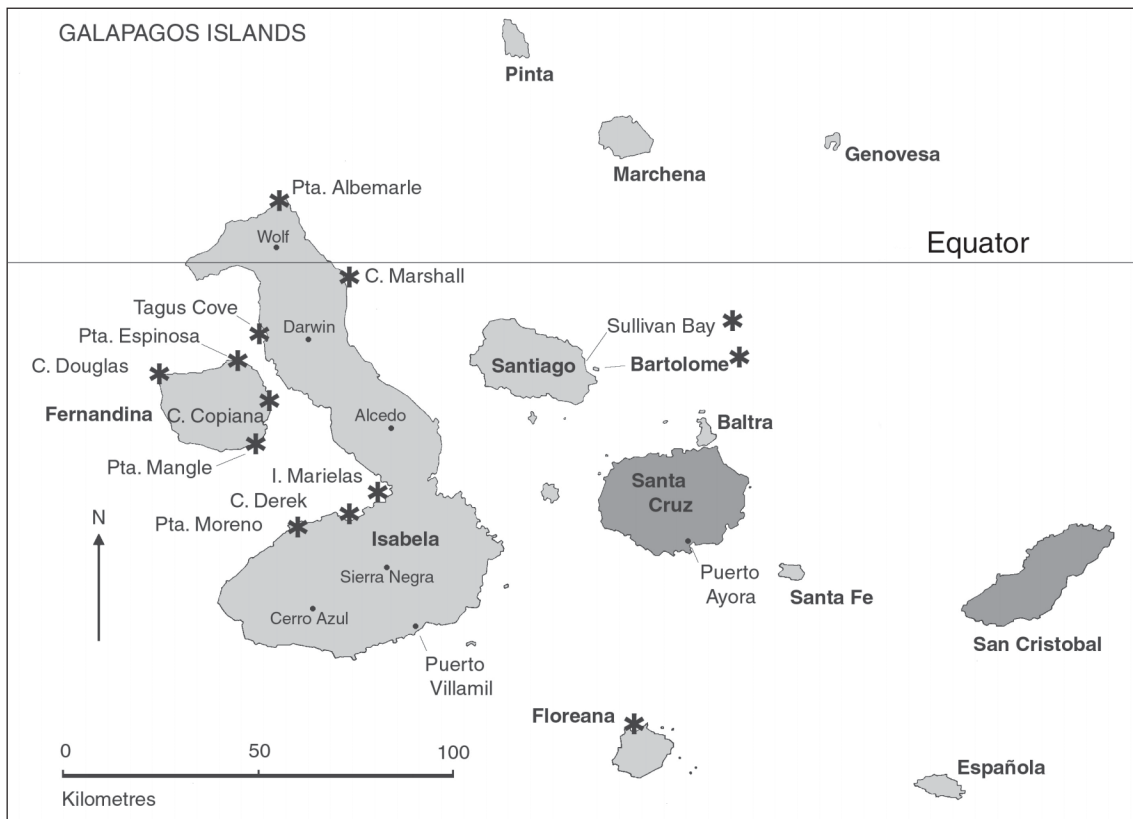 GALAPAGOS ISLANDS
Pinta
Marchena
Genovesa
Pta. Albemarle
Wolf
Equator
C. Marshall
Tagus Cove
Darwin
Pta. Espinosa
C. Douglas
Sullivan Bay
Santiago
Bartolome
Fernandina
C. Copiana
Alcedo
Baltra
Pta. Mangle
I. Marielas
C. Derek
Pta. Moreno
Santa
Cruz
N
Isabela
Sierra Negra
Puerto
Ayora
Santa Fe
Cerro Azul
San Cristobal
Puerto
Villamil
Floreana
0 50 100
Kilometres
Española